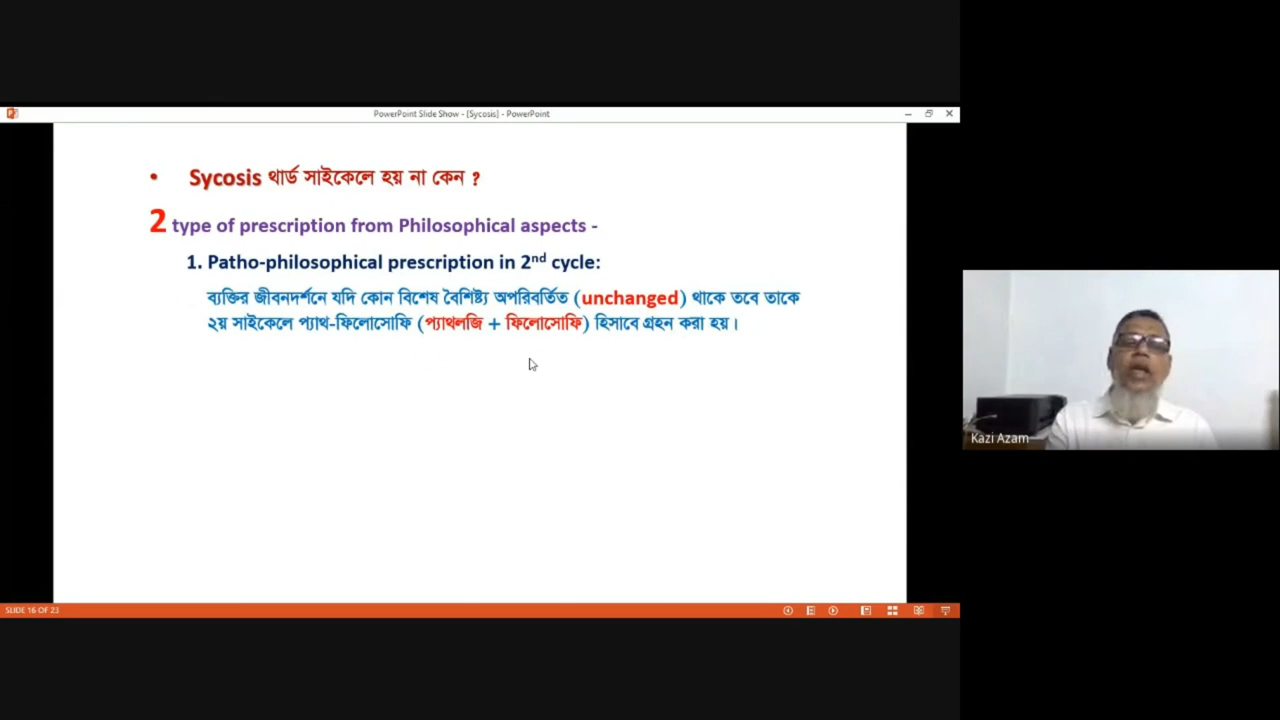 PowerPoint Slide Show - [Sycosis] - PowerPoint
• Sycosis থার্ড সাইকেলে হয় না কেন ?
2 type of prescription from Philosophical aspects -
1. Patho-philosophical prescription in 2nd cycle:
ব্যক্তির জীবনদর্শনে যদি কোন বিশেষ বৈশিষ্ট্য অপরিবর্তিত (unchanged) থাকে তবে তাকে
২য় সাইকেলে প্যাথ-ফিলোসোফি (প্যাথলজি + ফিলোসোফি) হিসাবে গ্রহন করা হয়।
Kazi Azam
SLIDE 16 OF 23